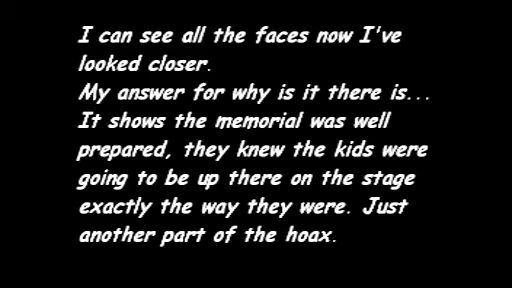 I can see all the faces now I've
looked closer.
My answer for why is it there is...
It shows the memorial was well
prepared, they knew the kids were
going to be up there on the stage
exactly the way they were. Just
another part of the hoax.